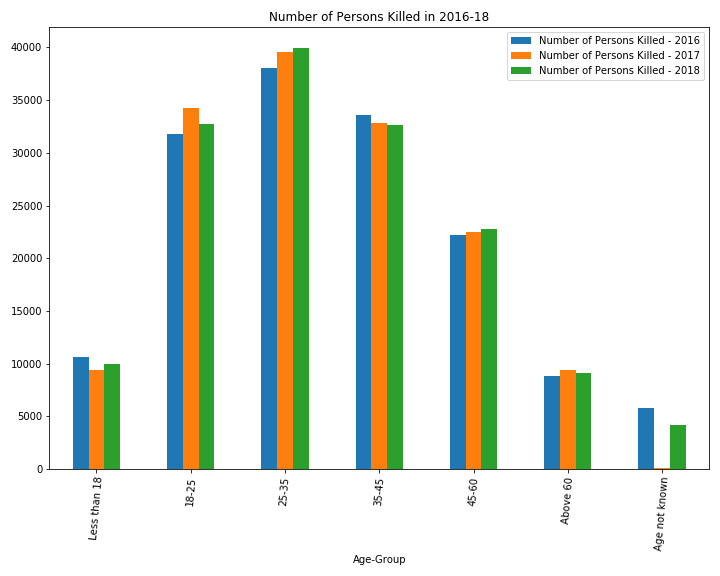 Number of Persons Killed in 2016-18
Number of Persons Killed - 2016
Number of Persons Killed - 2017
Number of Persons Killed - 2018
40000
35000
30000
25000
20000
15000
10000
5000
0
Less than 18
18-25
25-35
35-45
45-60
Above 60
Age not known
Age-Group